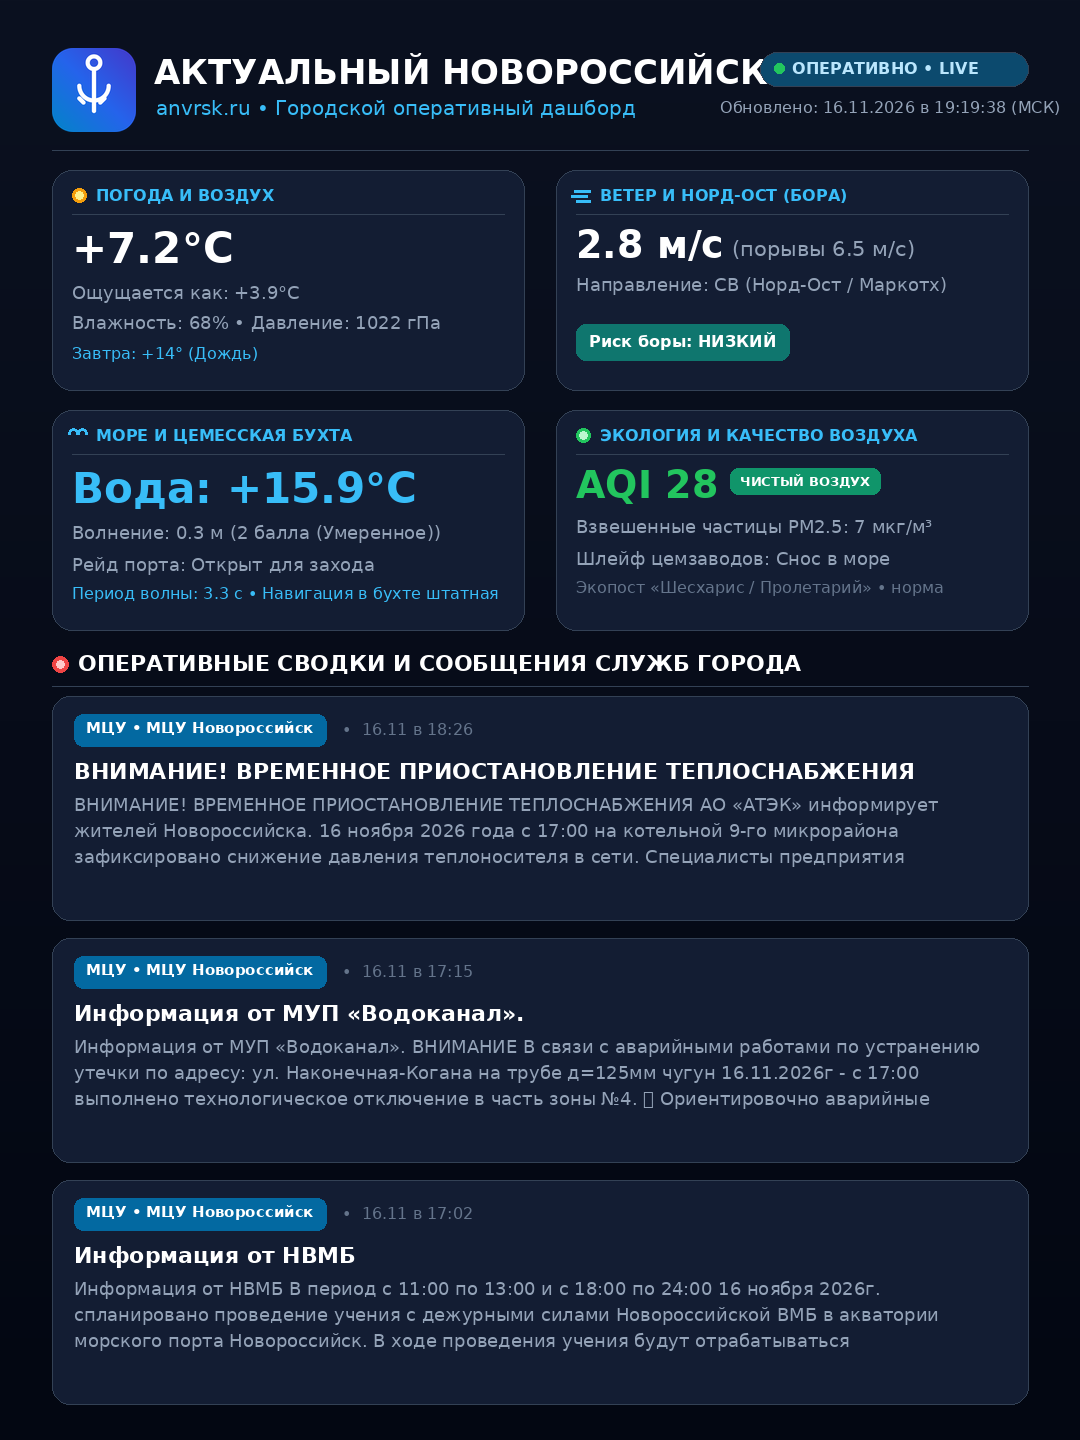 АКТУАЛЬНЫЙ НОВОРОССИЙСК
ОПЕРАТИВНО • LIVE
anvrsk.ru • Городской оперативный дашборд
Обновлено: 16.11.2026 в 19:19:38 (МСК)
ПОГОДА И ВОЗДУХ
+7.2°C
Ощущается как: +3.9°C
Влажность: 68% • Давление: 1022 гПа
Завтра: +14° (Дождь)
ВЕТЕР И НОРД-ОСТ (БОРА)
2.8 м/с (порывы 6.5 м/с)
Направление: СВ (Норд-Ост / Маркотх)
Риск боры: НИЗКИЙ
МОРЕ И ЦЕМЕССКАЯ БУХТА
Вода: +15.9°C
Волнение: 0.3 м (2 балла (Умеренное))
Рейд порта: Открыт для захода
Период волны: 3.3 с • Навигация в бухте штатная
ЭКОЛОГИЯ И КАЧЕСТВО ВОЗДУХА
AQI 28 ЧИСТЫЙ ВОЗДУХ
Взвешенные частицы PM2.5: 7 мкг/м³
Шлейф цемзаводов: Снос в море
Экопост «Шесхарис / Пролетарий» • норма
ОПЕРАТИВНЫЕ СВОДКИ И СООБЩЕНИЯ СЛУЖБ ГОРОДА
МЦУ • МЦУ Новороссийск • 16.11 в 18:26
ВНИМАНИЕ! ВРЕМЕННОЕ ПРИОСТАНОВЛЕНИЕ ТЕПЛОСНАБЖЕНИЯ
ВНИМАНИЕ! ВРЕМЕННОЕ ПРИОСТАНОВЛЕНИЕ ТЕПЛОСНАБЖЕНИЯ АО «АТЭК» информирует
жителей Новороссийска. 16 ноября 2026 года с 17:00 на котельной 9-го микрорайона
зафиксировано снижение давления теплоносителя в сети. Специалисты предприятия
МЦУ • МЦУ Новороссийск • 16.11 в 17:15
Информация от МУП «Водоканал».
Информация от МУП «Водоканал». ВНИМАНИЕ В связи с аварийными работами по устранению
утечки по адресу: ул. Наконечная-Когана на трубе д=125мм чугун 16.11.2026г - с 17:00
выполнено технологическое отключение в часть зоны №4. Ориентировочно аварийные
МЦУ • МЦУ Новороссийск • 16.11 в 17:02
Информация от НВМБ
Информация от НВМБ В период с 11:00 по 13:00 и с 18:00 по 24:00 16 ноября 2026г.
спланировано проведение учения с дежурными силами Новороссийской ВМБ в акватории
морского порта Новороссийск. В ходе проведения учения будут отрабатываться